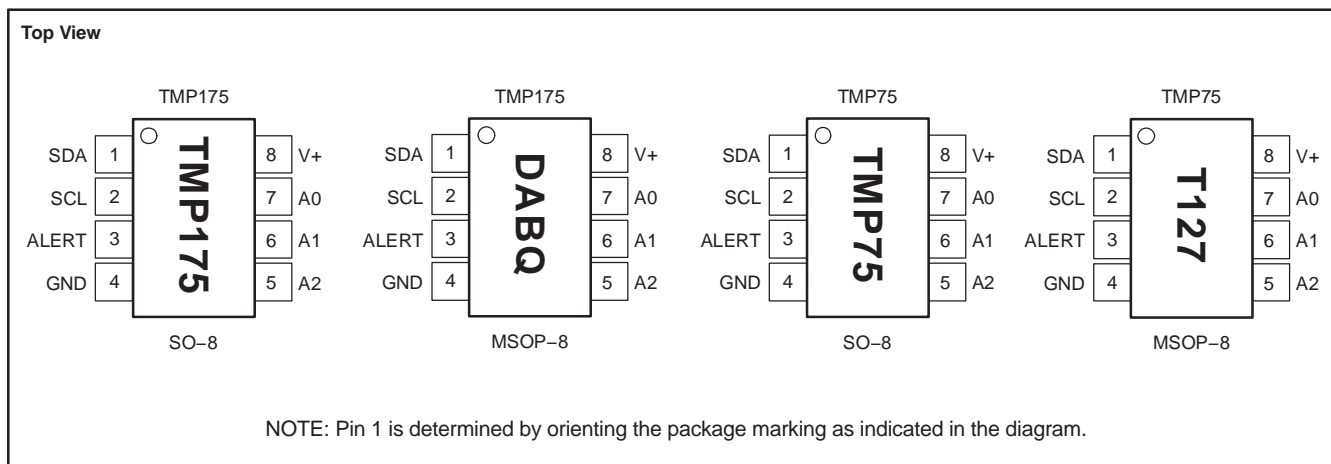 Top View
TMP175
SDA 1 TMP175 8 V+
SCL 2 7 A0
ALERT 3 6 A1
GND 4 5 A2
SO−8
TMP175
SDA 1 DABQ 8 V+
SCL 2 7 A0
ALERT 3 6 A1
GND 4 5 A2
MSOP−8
TMP75
SDA 1 TMP75 8 V+
SCL 2 7 A0
ALERT 3 6 A1
GND 4 5 A2
SO−8
TMP75
SDA 1 T127 8 V+
SCL 2 7 A0
ALERT 3 6 A1
GND 4 5 A2
MSOP−8
NOTE: Pin 1 is determined by orienting the package marking as indicated in the diagram.